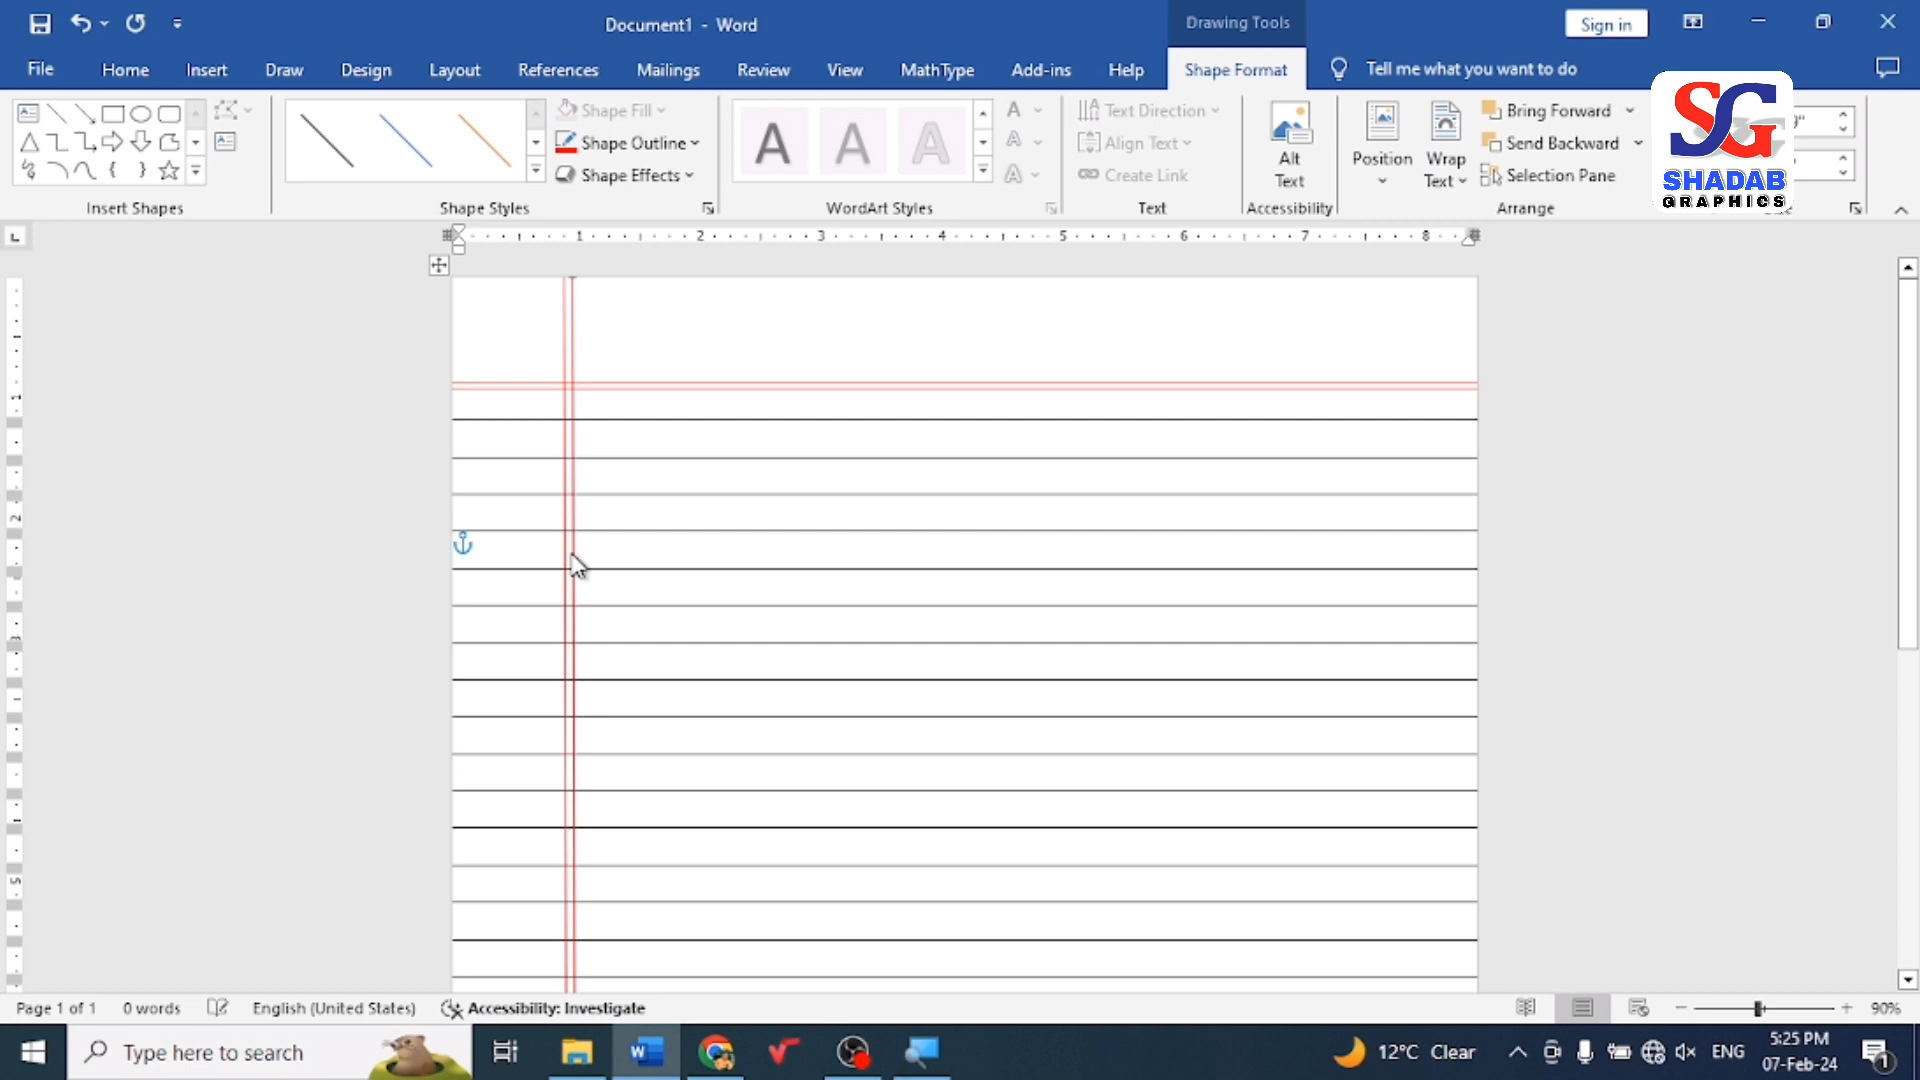 Document1 - Word
Drawing Tools
Sign in
File
Home
Insert
Draw
Design
Layout
References
Mailings
Review
View
MathType
Add-ins
Help
Shape Format
Tell me what you want to do
Shape Fill
Shape Outline
Shape Effects
A A A
A
A
A
Text Direction
Align Text
Create Link
Alt
Text
Position
Wrap
Text
Bring Forward
Send Backward
Selection Pane
SG
SHADAB
GRAPHICS
Insert Shapes
Shape Styles
WordArt Styles
Text
Accessibility
Arrange
1 2 3 4 5 6 7 8
1
2
3
5
Page 1 of 1
0 words
English (United States)
Accessibility: Investigate
90%
Type here to search
12°C Clear
ENG
5:25 PM
07-Feb-24
1